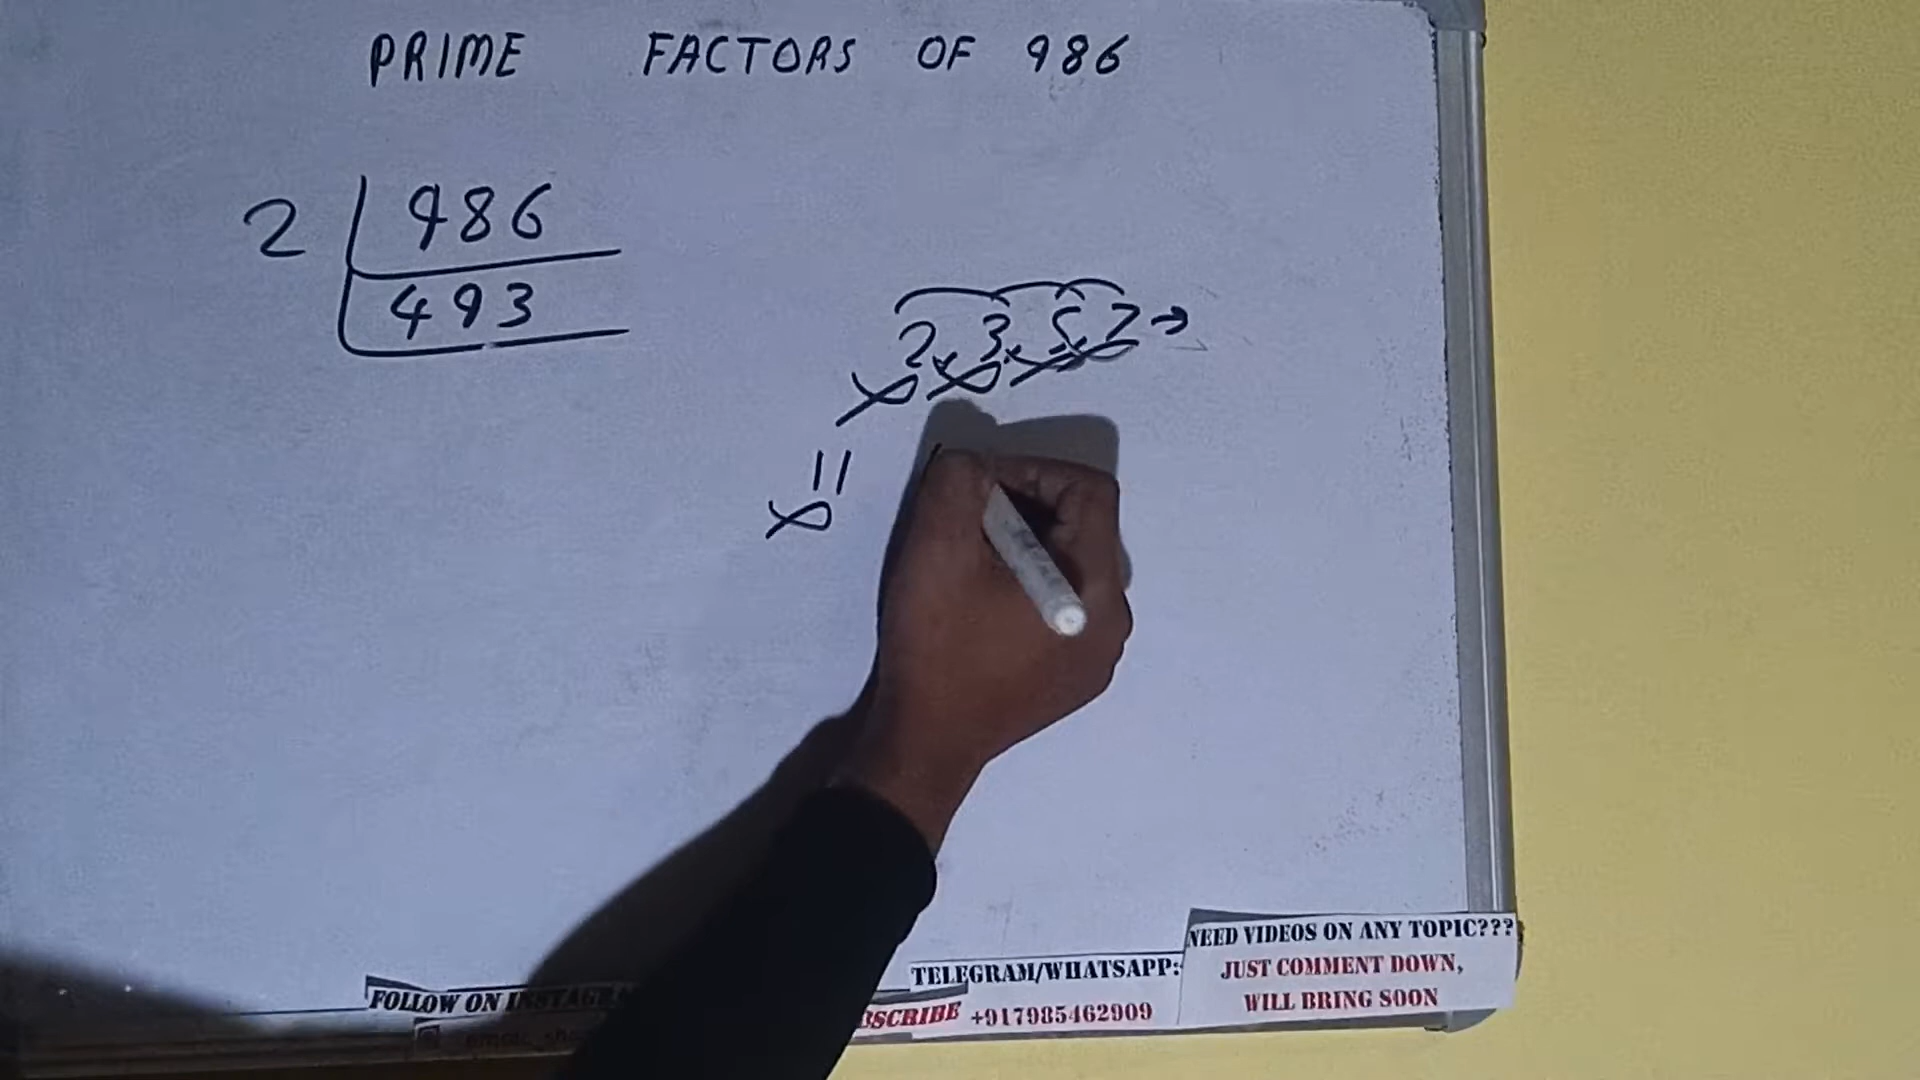 PRIME FACTORS OF 986
2 986
493
2 3 5 7 →
11
NEED VIDEOS ON ANY TOPIC???
JUST COMMENT DOWN,
WILL BRING SOON
TELEGRAM/WHATSAPP:
+917985462909
FOLLOW ON